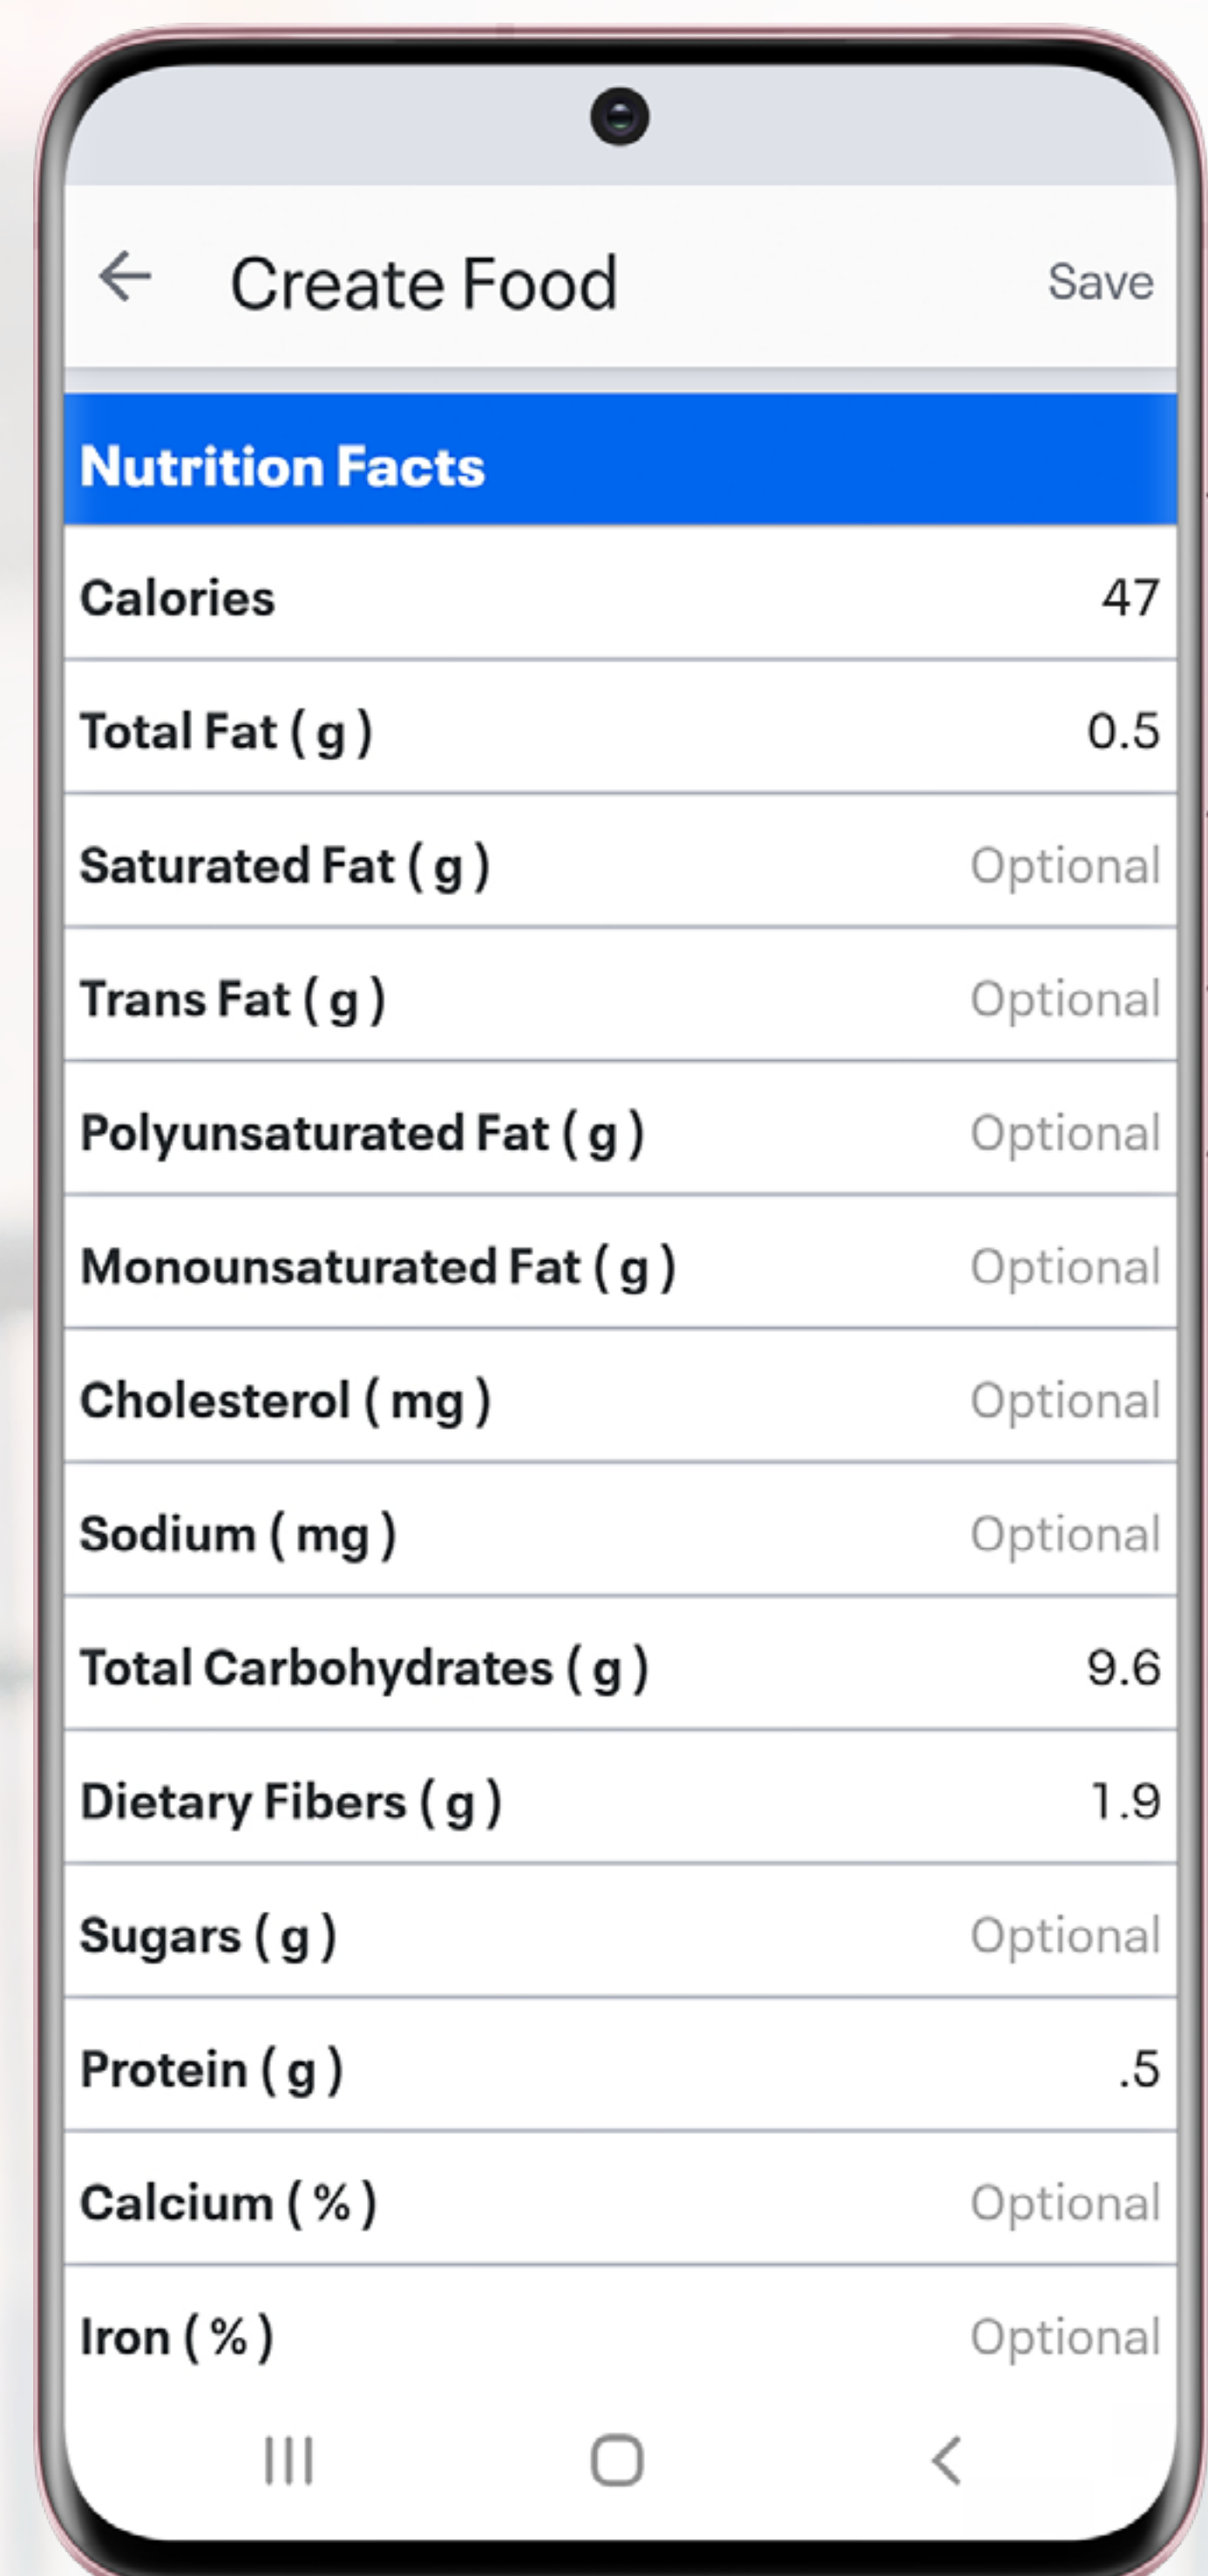 Create Food Save
Nutrition Facts
Calories 47
Total Fat ( g ) 0.5
Saturated Fat ( g ) Optional
Trans Fat ( g ) Optional
Polyunsaturated Fat ( g ) Optional
Monounsaturated Fat ( g ) Optional
Cholesterol ( mg ) Optional
Sodium ( mg ) Optional
Total Carbohydrates ( g ) 9.6
Dietary Fibers ( g ) 1.9
Sugars ( g ) Optional
Protein ( g ) .5
Calcium ( % ) Optional
Iron ( % ) Optional